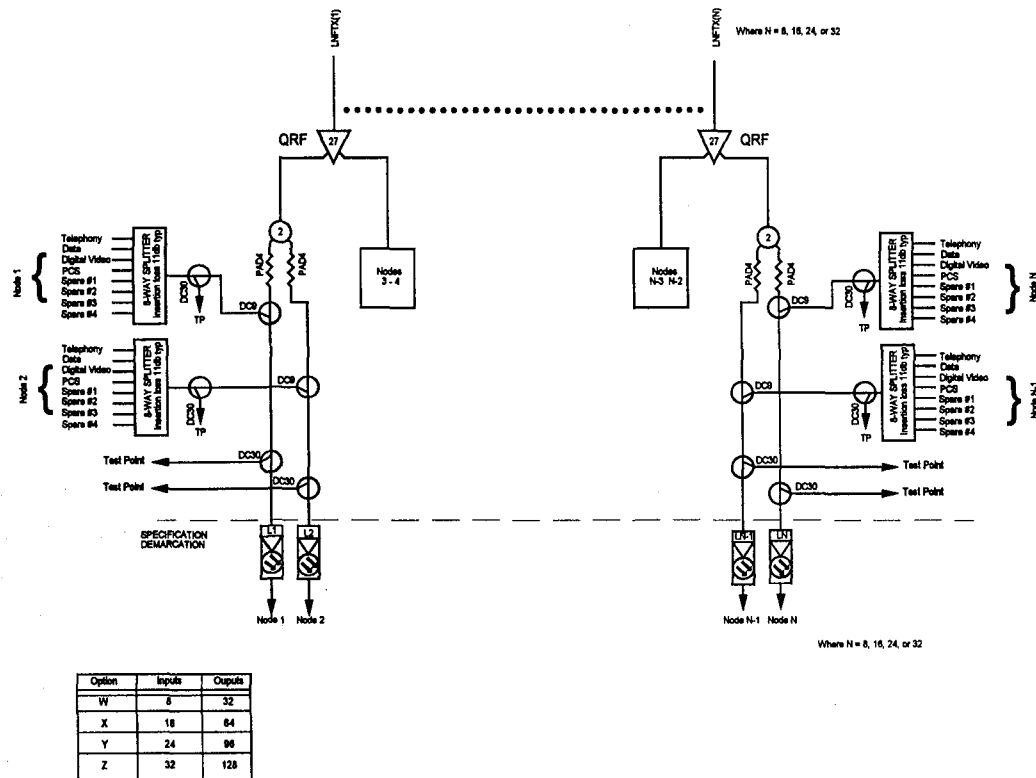 LNFTX(1)
LNFTX(N)
Where N = 8, 16, 24, or 32
QRF
27
27
QRF
2
2
PAD4
PAD4
PAD4
PAD4
Nodes
3 - 4
Nodes
N-3 N-2
Node 1
Telephony
Data
Digital Video
PCS
Spare #1
Spare #2
Spare #3
Spare #4
8-WAY SPLITTER
Insertion loss 11db typ
DC30
TP
DC9
DC9
DC30
TP
8-WAY SPLITTER
Insertion loss 11db typ
Telephony
Data
Digital Video
PCS
Spare #1
Spare #2
Spare #3
Spare #4
Node N
Node 2
Telephony
Data
Digital Video
PCS
Spare #1
Spare #2
Spare #3
Spare #4
8-WAY SPLITTER
Insertion loss 11db typ
DC30
TP
DC9
DC9
DC30
TP
8-WAY SPLITTER
Insertion loss 11db typ
Telephony
Data
Digital Video
PCS
Spare #1
Spare #2
Spare #3
Spare #4
Node N-1
Test Point
DC30
DC30
Test Point
Test Point
DC30
DC30
Test Point
SPECIFICATION
DEMARCATION
L1
L2
LN-1
LN
Node 1
Node 2
Node N-1
Node N
Where N = 8, 16, 24, or 32
Option Inputs Ouputs
W 8 32
X 16 64
Y 24 96
Z 32 128